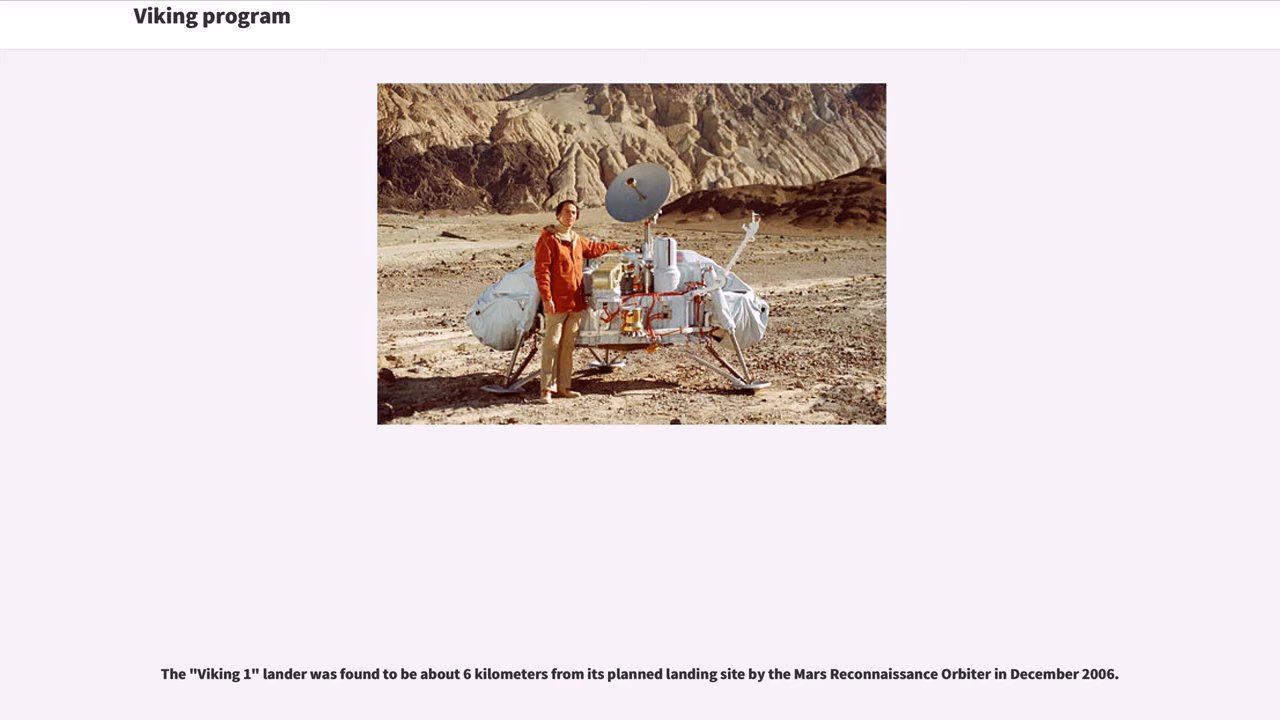 Viking program
The "Viking 1" lander was found to be about 6 kilometers from its planned landing site by the Mars Reconnaissance Orbiter in December 2006.